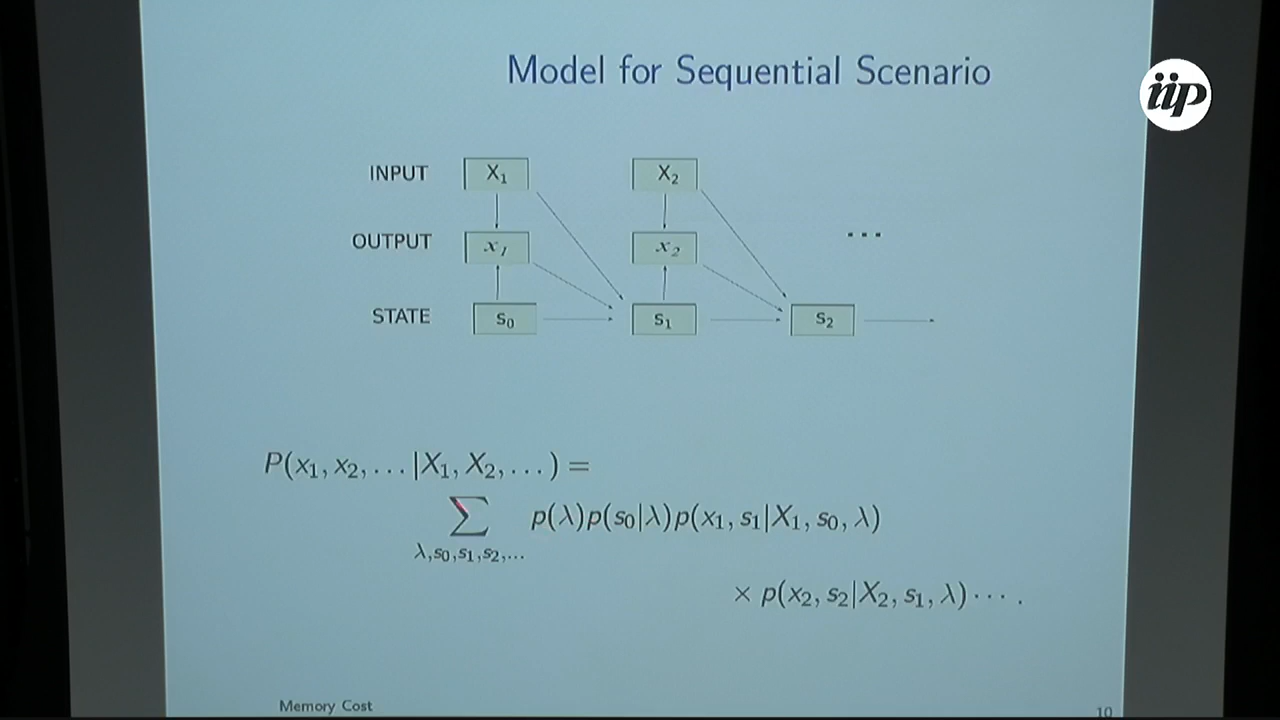 iip
Model for Sequential Scenario
INPUT X₁ X₂
OUTPUT x₁ x₂ ...
STATE s₀ s₁ s₂
P(x₁, x₂, . . . |X₁, X₂, . . . ) =
∑ p(λ)p(s₀|λ)p(x₁, s₁|X₁, s₀, λ)
λ,s₀,s₁,s₂,...
× p(x₂, s₂|X₂, s₁, λ) · · · .
Memory Cost 10